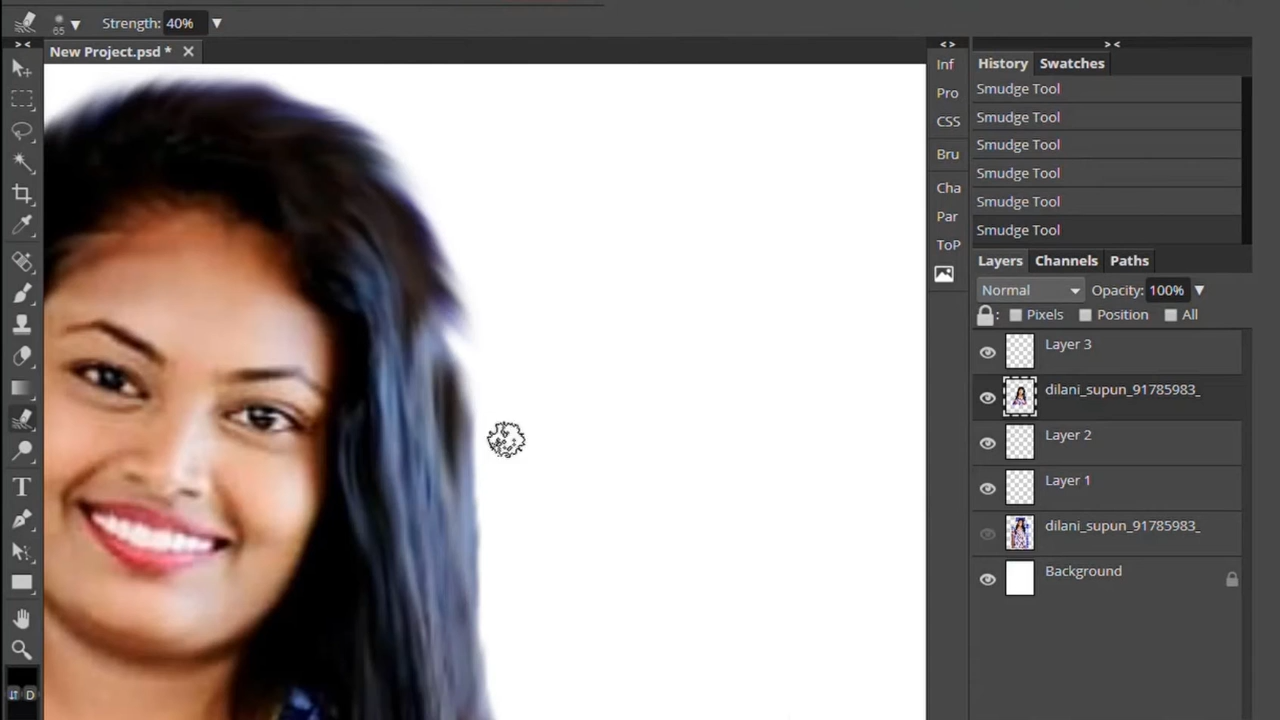 65
Strength: 40%
> <
New Project.psd *
< >
> <
Inf
Pro
CSS
Bru
Cha
Par
ToP
History Swatches
Smudge Tool
Smudge Tool
Smudge Tool
Smudge Tool
Smudge Tool
Smudge Tool
Layers Channels Paths
Normal Opacity: 100%
: Pixels Position All
Layer 3
dilani_supun_91785983_
Layer 2
Layer 1
dilani_supun_91785983_
Background
T
D